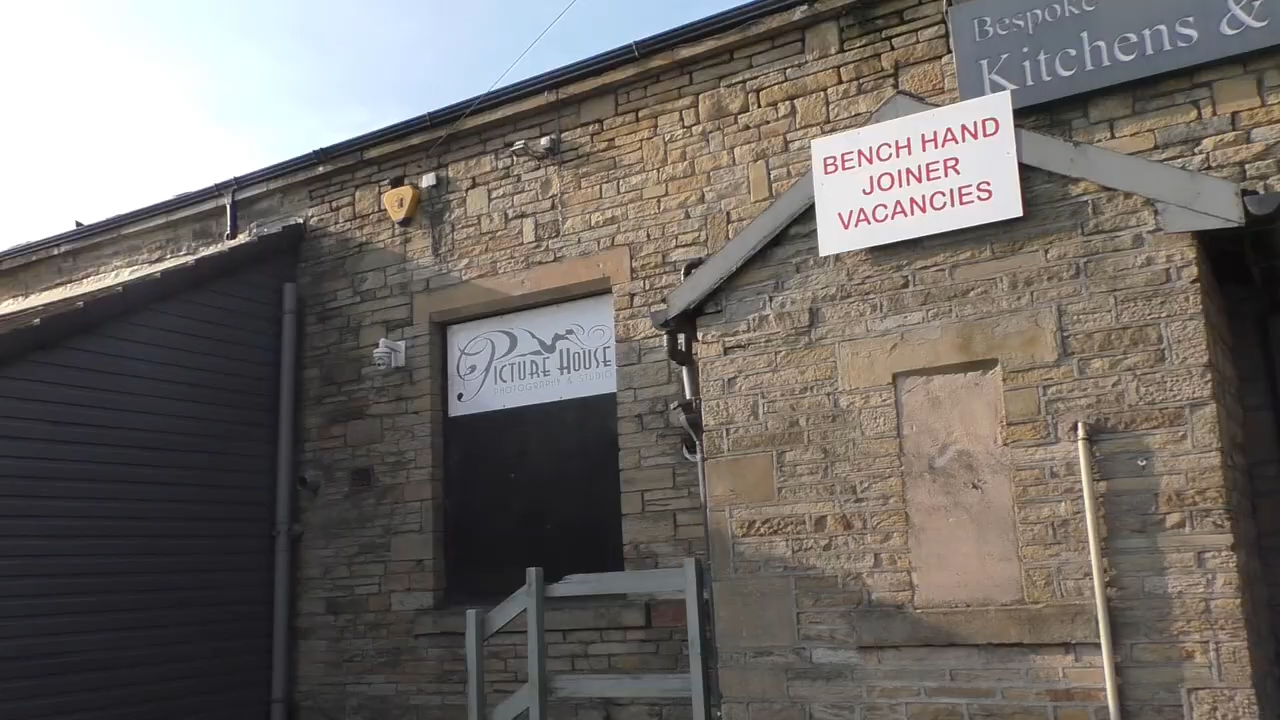 Bespoke
Kitchens &
BENCH HAND
JOINER
VACANCIES
PICTURE HOUSE
PHOTOGRAPHY & STUDIO